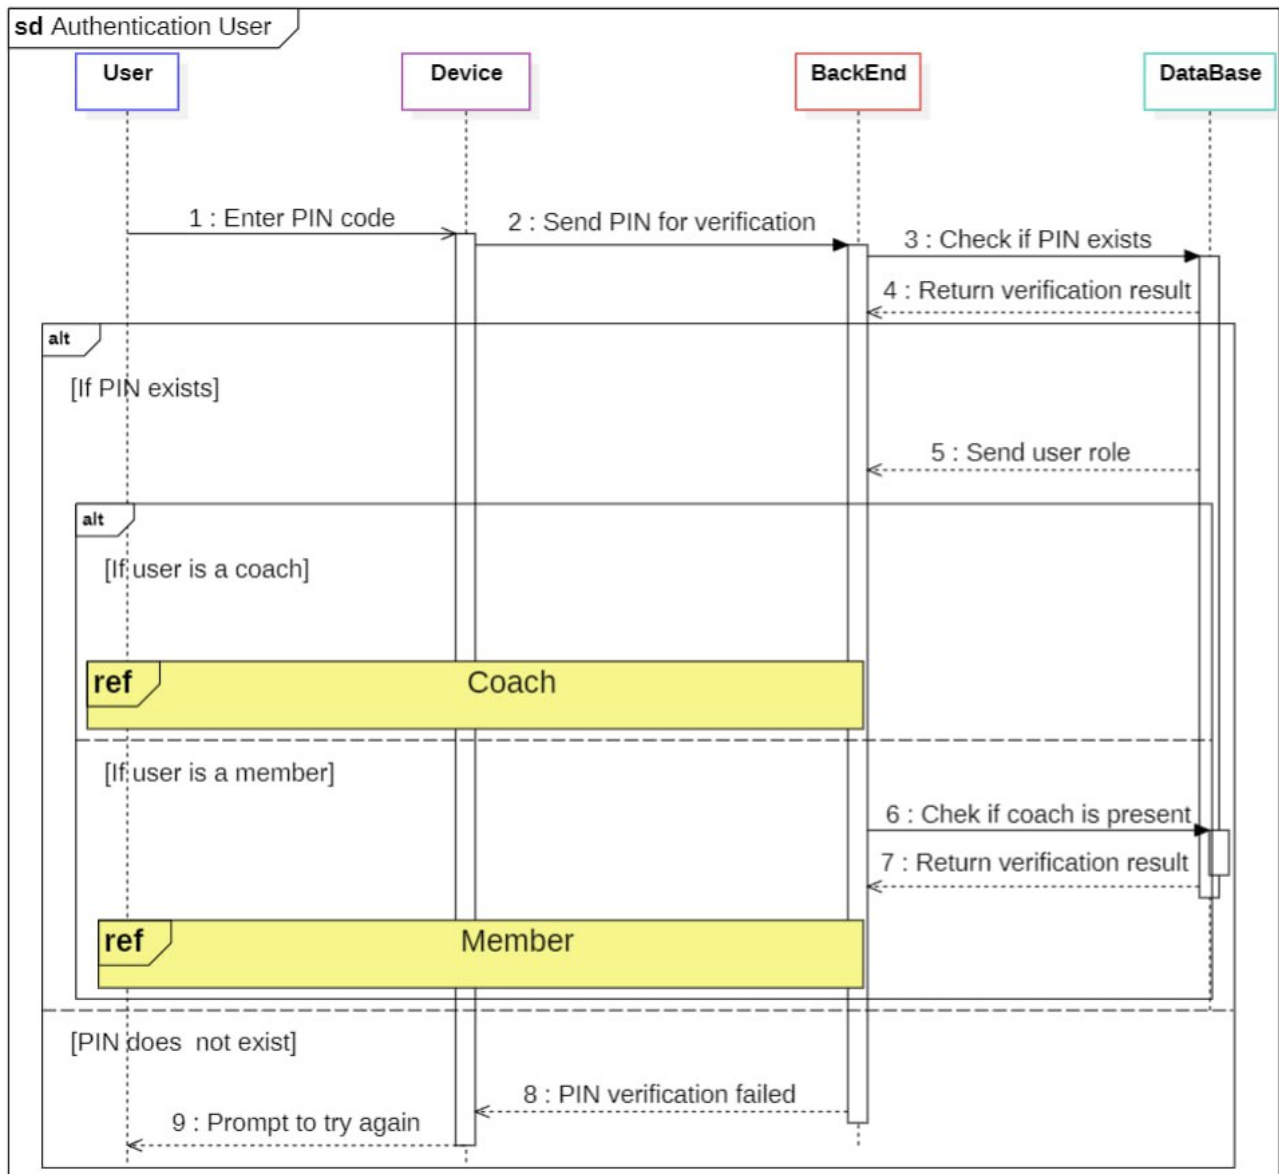 sd Authentication User
User
Device
BackEnd
DataBase
1 : Enter PIN code
2 : Send PIN for verification
3 : Check if PIN exists
4 : Return verification result
alt
[If PIN exists]
5 : Send user role
alt
[If user is a coach]
ref
Coach
[If user is a member]
6 : Chek if coach is present
7 : Return verification result
ref
Member
[PIN does  not exist]
8 : PIN verification failed
9 : Prompt to try again